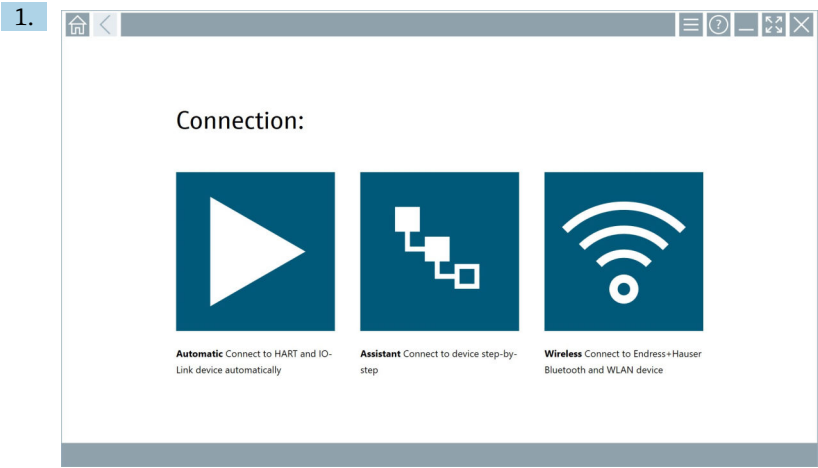 1.
?
Connection:
Automatic Connect to HART and IO-
Link device automatically
Assistant Connect to device step-by-
step
Wireless Connect to Endress+Hauser
Bluetooth and WLAN device